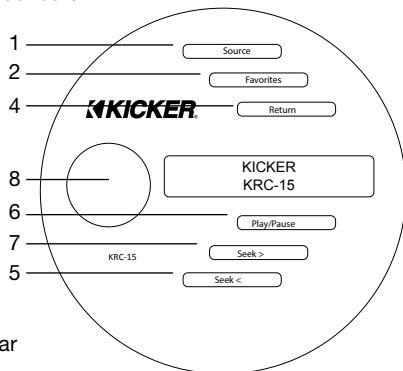 1
Source
2
Favorites
4
Return
KICKER®
8
KICKER
KRC-15
6
Play/Pause
7
KRC-15
Seek >
5
Seek <
ar